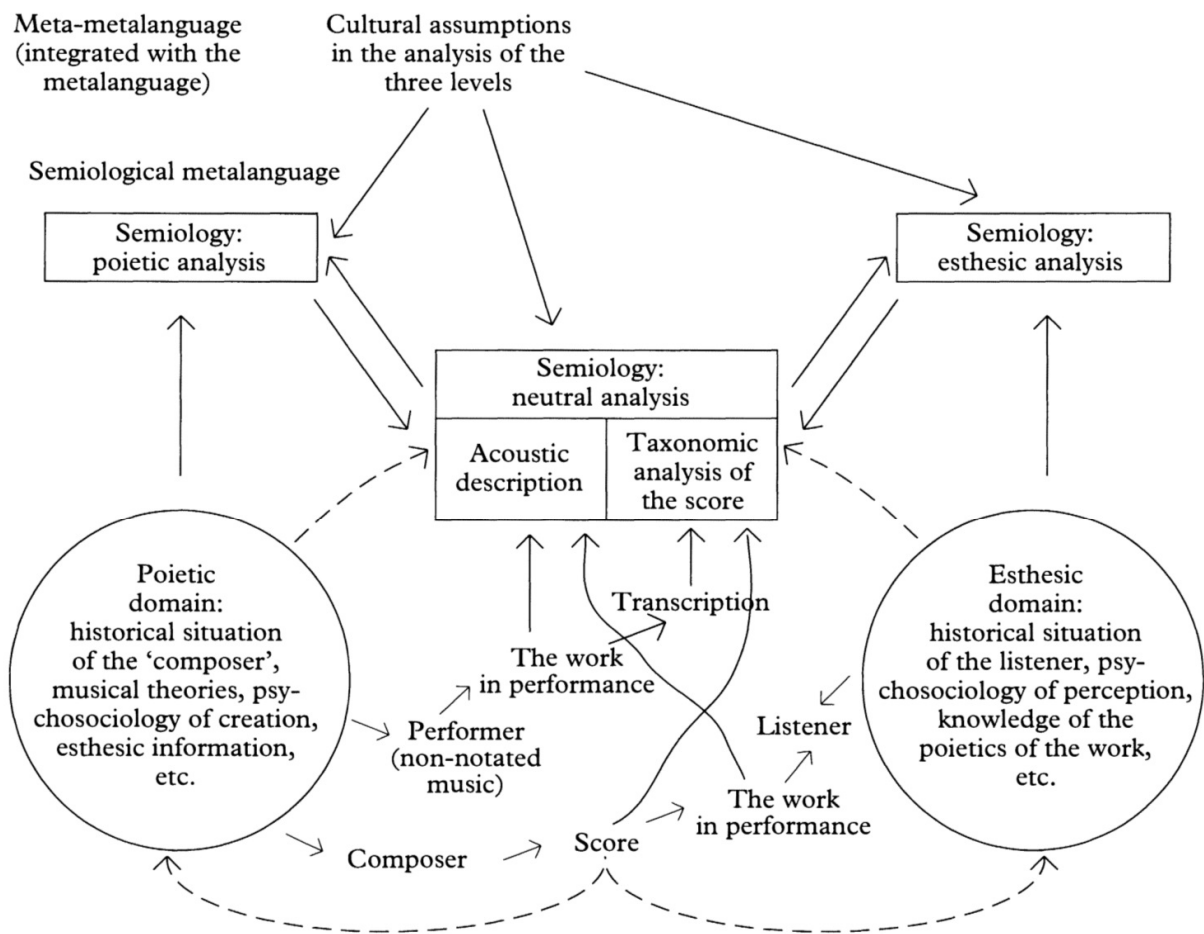 Meta-metalanguage
(integrated with the
metalanguage)
Cultural assumptions
in the analysis of the
three levels
Semiological metalanguage
Semiology:
poietic analysis
Semiology:
esthesic analysis
Semiology:
neutral analysis
Acoustic
description
Taxonomic
analysis of
the score
Poietic
domain:
historical situation
of the ‘composer’,
musical theories, psy-
chosociology of creation,
esthesic information,
etc.
Transcription
The work
in performance
Performer
(non-notated
music)
Composer
Score
The work
in performance
Listener
Esthesic
domain:
historical situation
of the listener, psy-
chosociology of perception,
knowledge of the
poietics of the work,
etc.